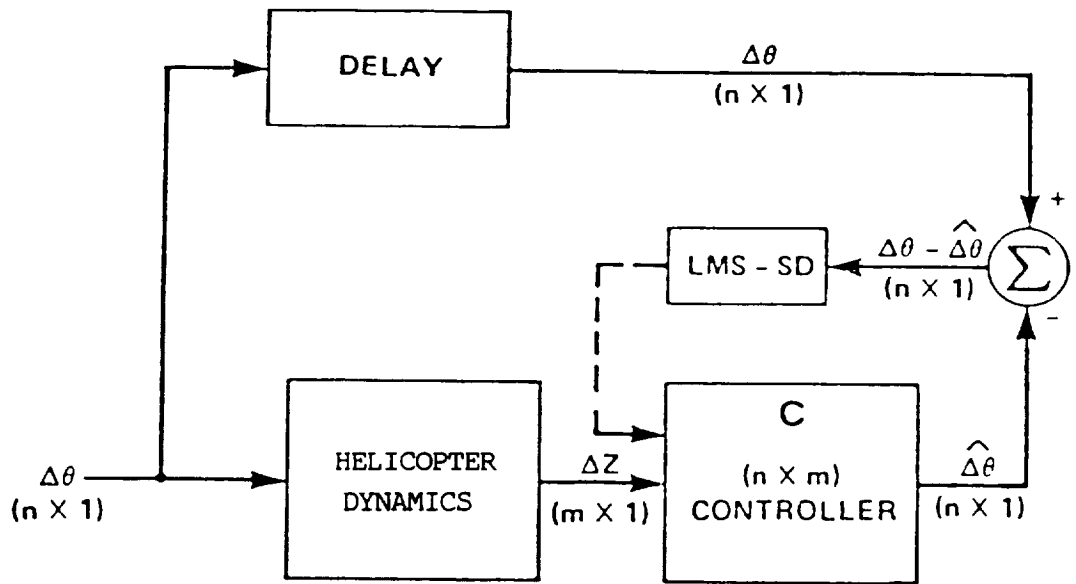 DELAY
Δθ
(n X 1)
+
LMS - SD
Δθ - Δθ̂
(n X 1)
Σ
-
Δθ
(n X 1)
HELICOPTER
DYNAMICS
ΔZ
(m X 1)
C
(n X m)
CONTROLLER
Δθ̂
(n X 1)